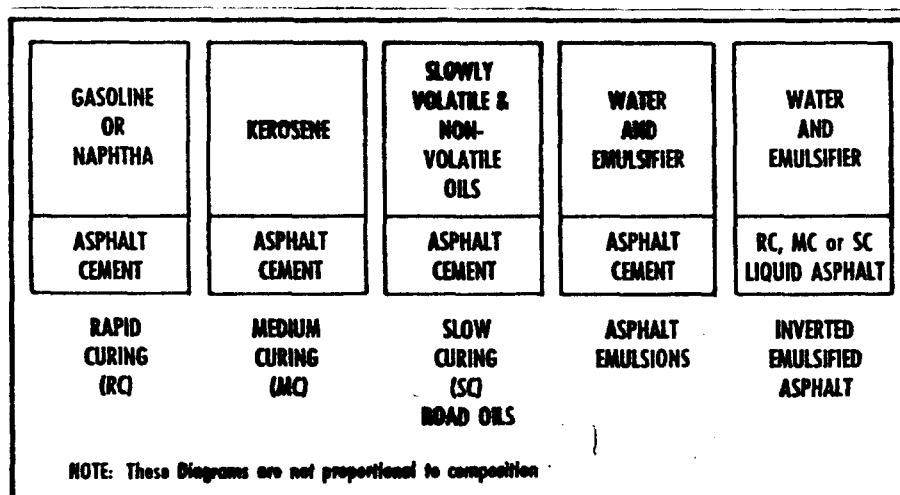 GASOLINE
OR
NAPHTHA
KEROSENE
SLOWLY
VOLATILE &
NON-
VOLATILE
OILS
WATER
AND
EMULSIFIER
WATER
AND
EMULSIFIER
ASPHALT
CEMENT
ASPHALT
CEMENT
ASPHALT
CEMENT
ASPHALT
CEMENT
RC, MC or SC
LIQUID ASPHALT
RAPID
CURING
(RC)
MEDIUM
CURING
(MC)
SLOW
CURING
(SC)
ROAD OILS
ASPHALT
EMULSIONS
INVERTED
EMULSIFIED
ASPHALT
NOTE: These Diagrams are not proportional to composition